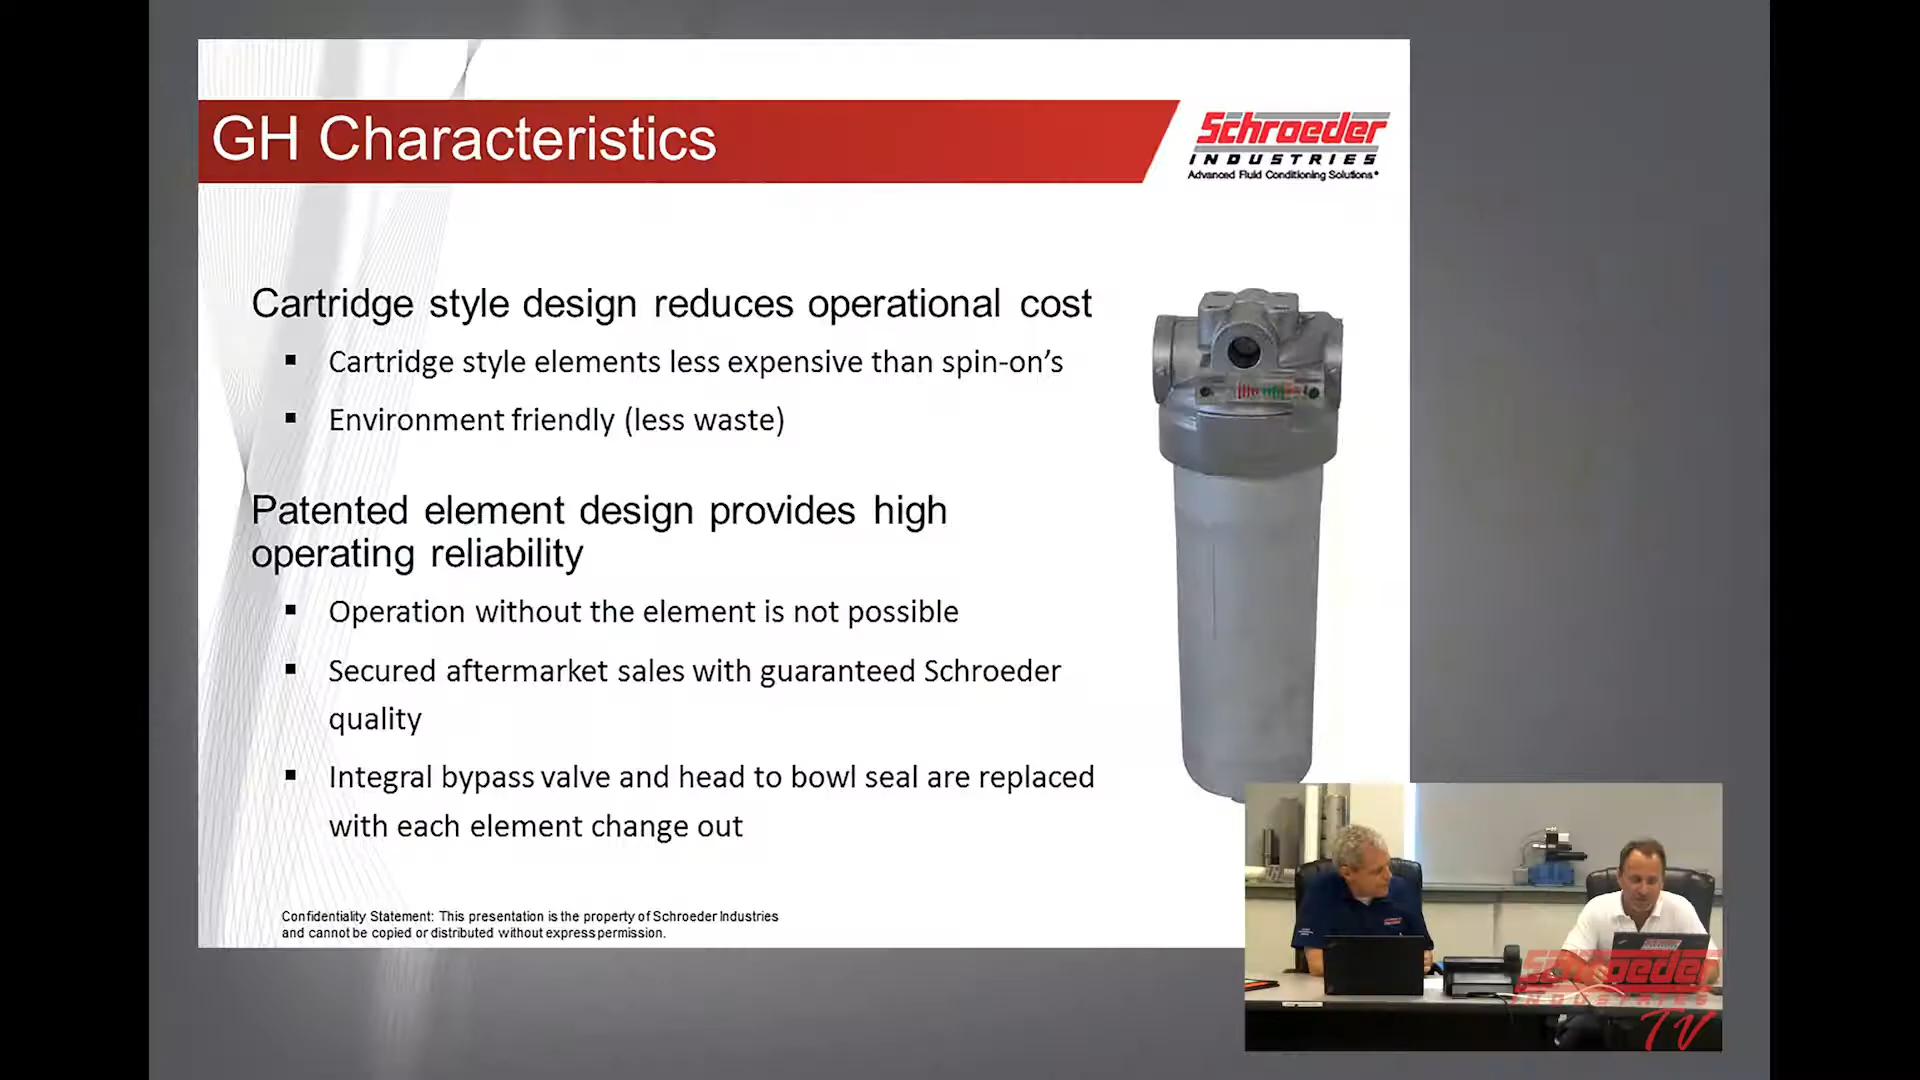 GH Characteristics
Schroeder
INDUSTRIES
Advanced Fluid Conditioning Solutions®
Cartridge style design reduces operational cost
▪ Cartridge style elements less expensive than spin-on’s
▪ Environment friendly (less waste)
Patented element design provides high
operating reliability
▪ Operation without the element is not possible
▪ Secured aftermarket sales with guaranteed Schroeder
quality
▪ Integral bypass valve and head to bowl seal are replaced
with each element change out
Confidentiality Statement: This presentation is the property of Schroeder Industries
and cannot be copied or distributed without express permission.
Schroeder
INDUSTRIES
TV